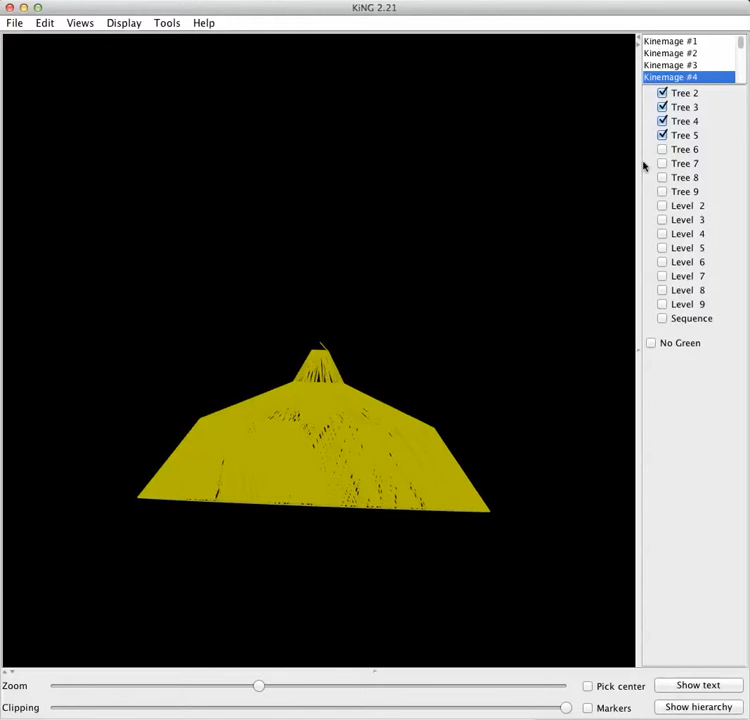 KiNG 2.21
File Edit Views Display Tools Help
Kinemage #1
Kinemage #2
Kinemage #3
Kinemage #4
Tree 2
Tree 3
Tree 4
Tree 5
Tree 6
Tree 7
Tree 8
Tree 9
Level 2
Level 3
Level 4
Level 5
Level 6
Level 7
Level 8
Level 9
Sequence
No Green
Zoom Pick center Show text
Clipping Markers Show hierarchy